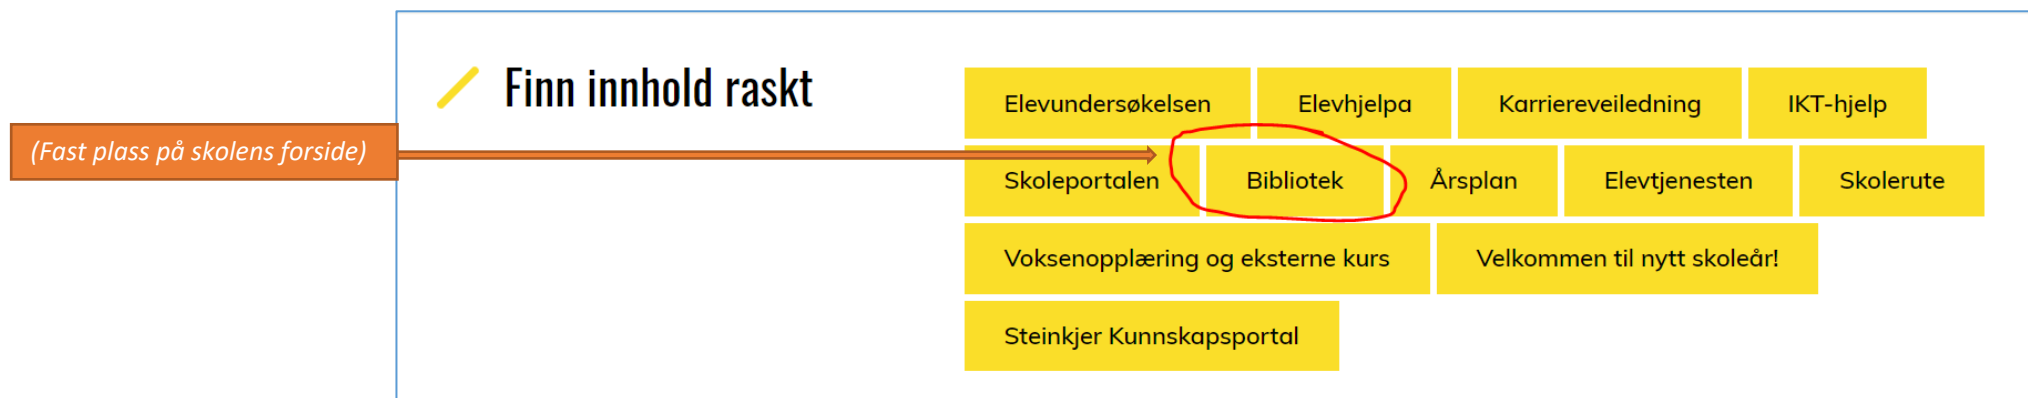 Finn innhold raskt
Elevundersøkelsen Elevhjelpa Karriereveiledning IKT-hjelp
(Fast plass på skolens forside)
Skoleportalen Bibliotek Årsplan Elevtjenesten Skolerute
Voksenopplæring og eksterne kurs Velkommen til nytt skoleår!
Steinkjer Kunnskapsportal